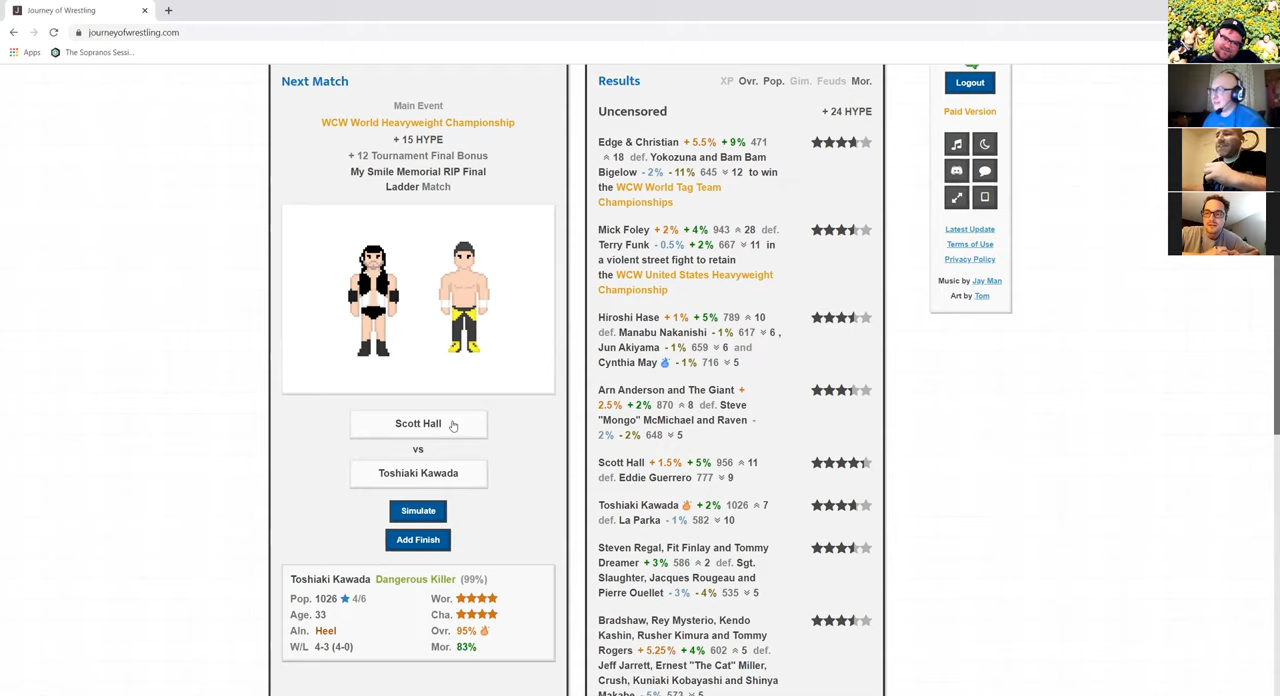 Journey of Wrestling
journeyofwrestling.com
Apps
The Sopranos Sessi...
Next Match
Main Event
WCW World Heavyweight Championship
+ 15 HYPE
+ 12 Tournament Final Bonus
My Smile Memorial RIP Final
Ladder Match
Scott Hall
vs
Toshiaki Kawada
Simulate
Add Finish
Toshiaki Kawada Dangerous Killer (99%)
Pop. 1026 4/6 Wor.
Age. 33 Cha.
Aln. Heel Ovr. 95%
W/L 4-3 (4-0) Mor. 83%
Results XP Ovr. Pop. Gim. Feuds Mor.
Uncensored + 24 HYPE
Edge & Christian + 5.5% + 9% 471
18 def. Yokozuna and Bam Bam
Bigelow - 2% - 11% 645 12 to win
the WCW World Tag Team
Championships
Mick Foley + 2% + 4% 943 28 def.
Terry Funk - 0.5% + 2% 667 11 in
a violent street fight to retain
the WCW United States Heavyweight
Championship
Hiroshi Hase + 1% + 5% 789 10
def. Manabu Nakanishi - 1% 617 6 ,
Jun Akiyama - 1% 659 6 and
Cynthia May - 1% 716 5
Arn Anderson and The Giant +
2.5% + 2% 870 8 def. Steve
"Mongo" McMichael and Raven -
2% - 2% 648 5
Scott Hall + 1.5% + 5% 956 11
def. Eddie Guerrero 777 9
Toshiaki Kawada + 2% 1026 7
def. La Parka - 1% 582 10
Steven Regal, Fit Finlay and Tommy
Dreamer + 3% 586 2 def. Sgt.
Slaughter, Jacques Rougeau and
Pierre Ouellet - 3% - 4% 535 5
Bradshaw, Rey Mysterio, Kendo
Kashin, Rusher Kimura and Tommy
Rogers + 5.25% + 4% 602 5 def.
Jeff Jarrett, Ernest "The Cat" Miller,
Crush, Kuniaki Kobayashi and Shinya
Makabe - 5% 573 5
Logout
Paid Version
Latest Update
Terms of Use
Privacy Policy
Music by Jay Man
Art by Tom